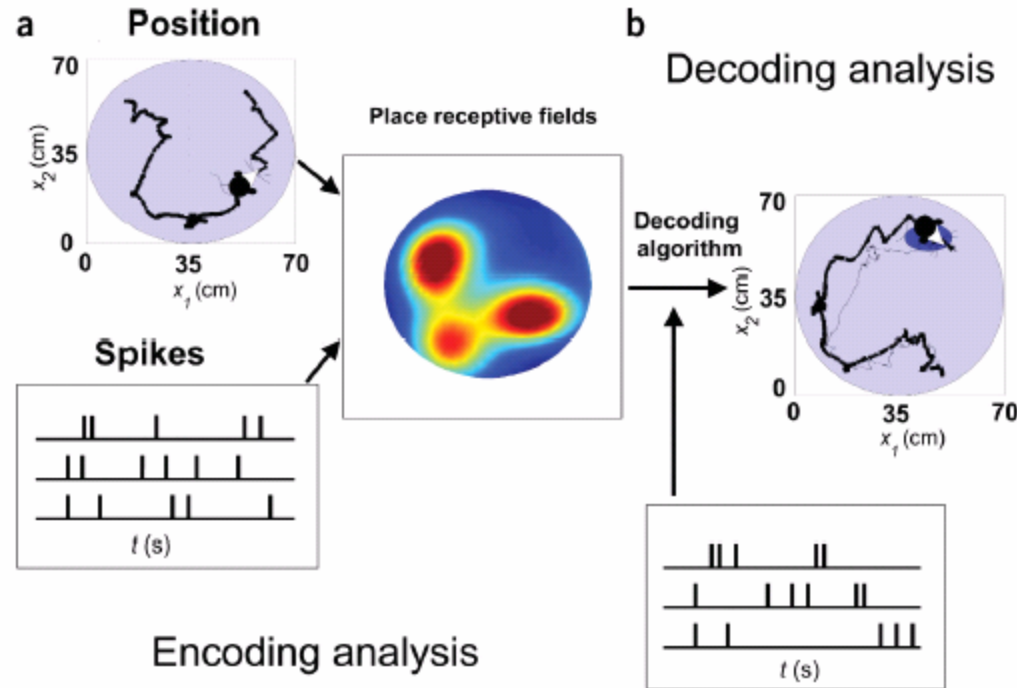 a
Position
70
35
0
x₂ (cm)
0 35 70
x₁ (cm)
Spikes
t (s)
Place receptive fields
Encoding analysis
b
Decoding analysis
Decoding
algorithm
70
35
0
x₂ (cm)
0 35 70
x₁ (cm)
t (s)